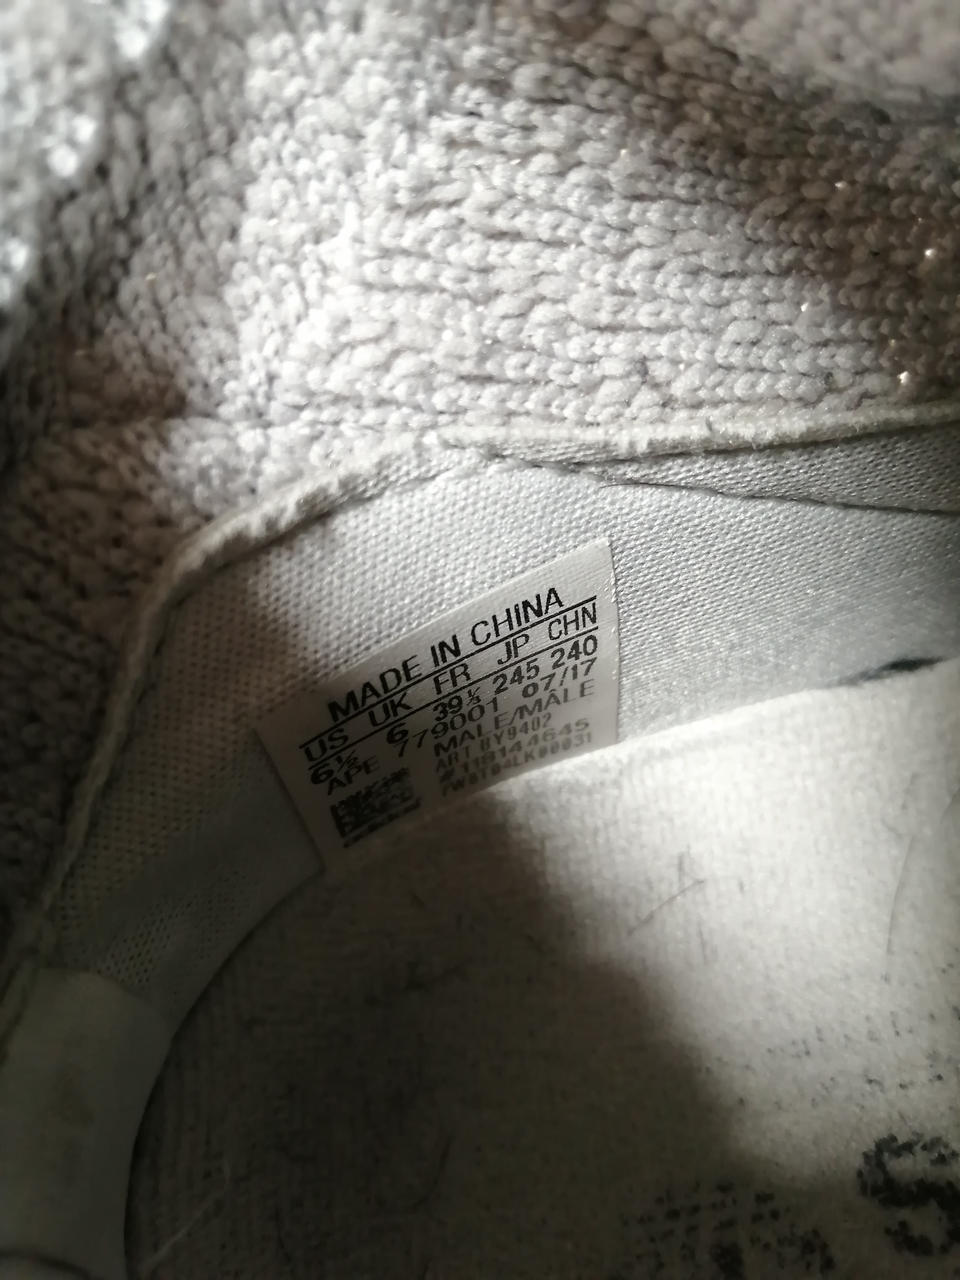 MADE IN CHINA
US UK FR JP CHN
6½ 6 39⅓ 245 240
APE 779001 07/17
MALE/MÂLE
ART BY9402
adidas
S